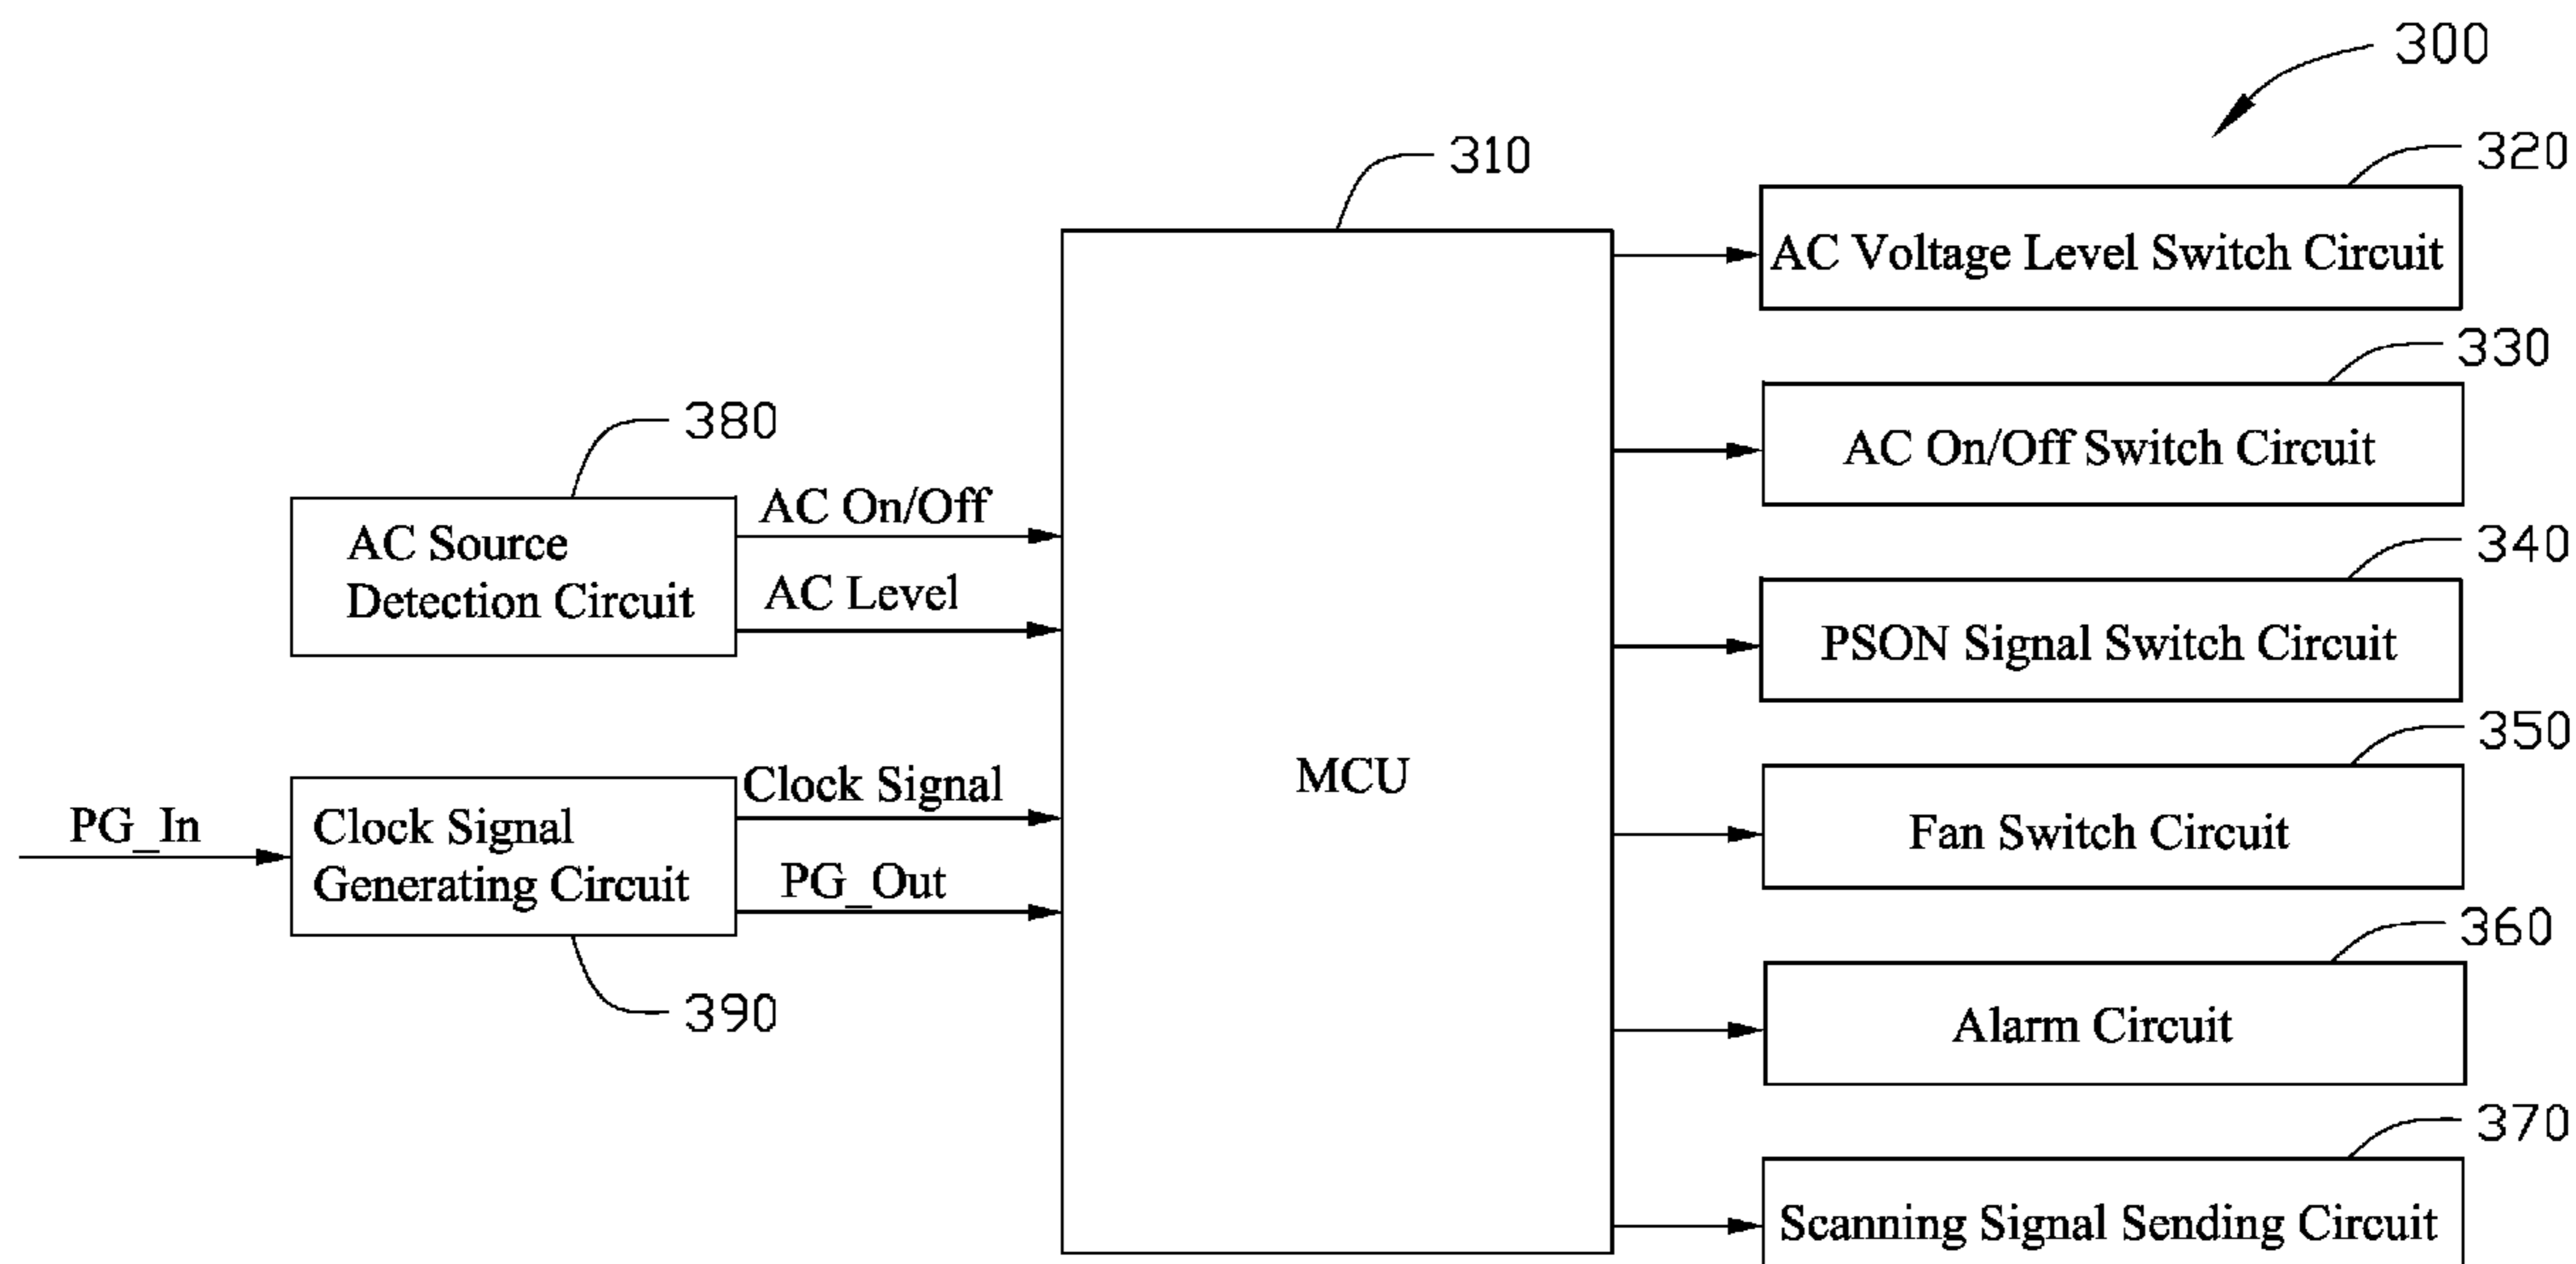 300
310
320
AC Voltage Level Switch Circuit
330
AC On/Off Switch Circuit
380
AC Source
Detection Circuit
AC On/Off
AC Level
340
PSON Signal Switch Circuit
350
Fan Switch Circuit
MCU
PG_In
Clock Signal
Generating Circuit
Clock Signal
PG_Out
390
360
Alarm Circuit
370
Scanning Signal Sending Circuit